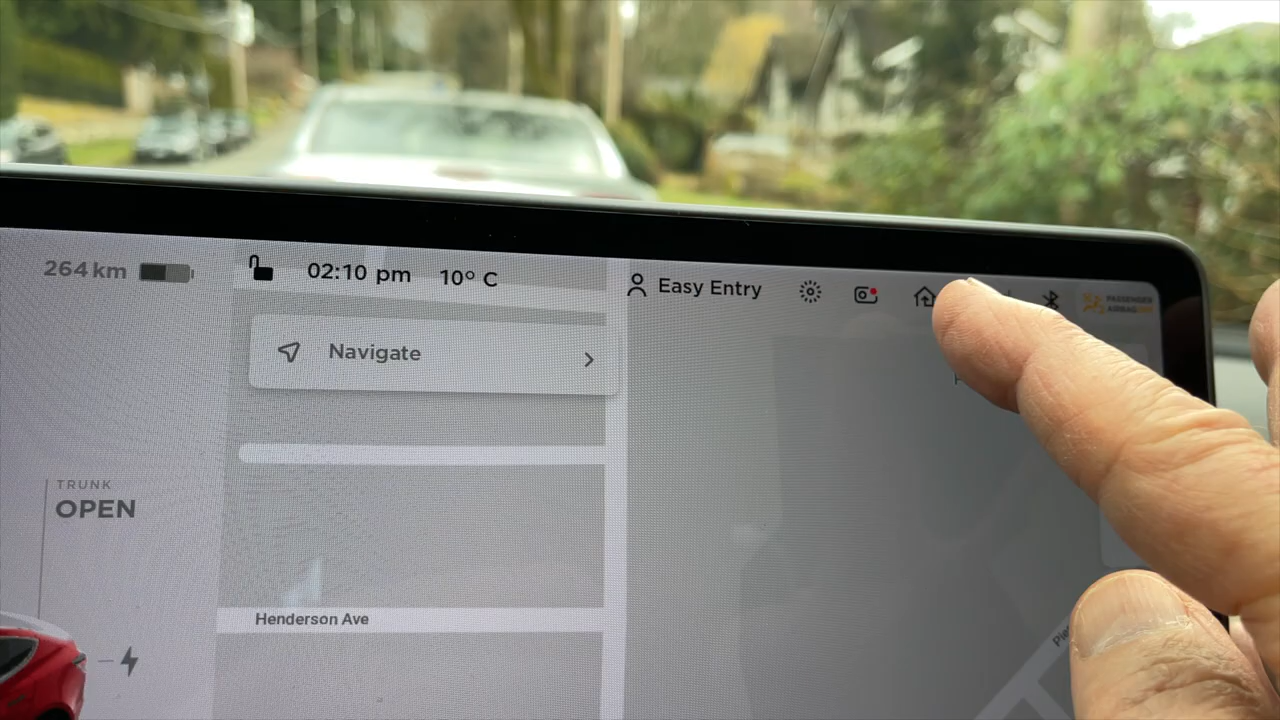 264 km
02:10 pm
10° C
Easy Entry
PASSENGER
AIRBAG
Navigate
TRUNK
OPEN
Henderson Ave